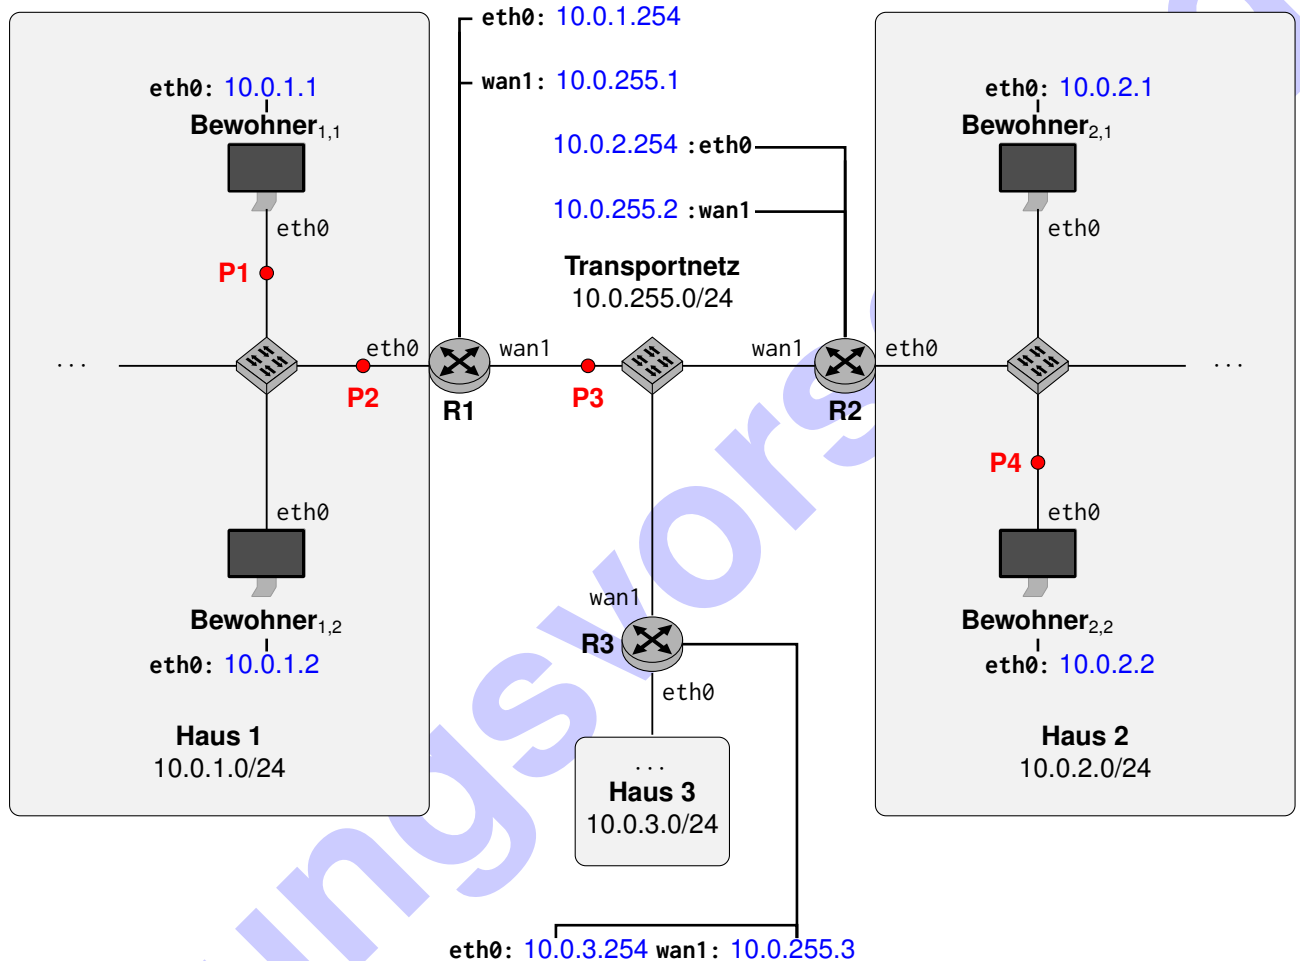 eth0: 10.0.1.254
wan1: 10.0.255.1
eth0: 10.0.1.1
Bewohner1,1
eth0
P1
10.0.2.254 :eth0
10.0.255.2 :wan1
Transportnetz
10.0.255.0/24
eth0: 10.0.2.1
Bewohner2,1
eth0
...
P2
eth0
R1
wan1
P3
wan1
R2
eth0
...
P4
eth0
Bewohner1,2
eth0: 10.0.1.2
Haus 1
10.0.1.0/24
wan1
R3
eth0
...
Haus 3
10.0.3.0/24
eth0
Bewohner2,2
eth0: 10.0.2.2
Haus 2
10.0.2.0/24
eth0: 10.0.3.254 wan1: 10.0.255.3
ungsvors